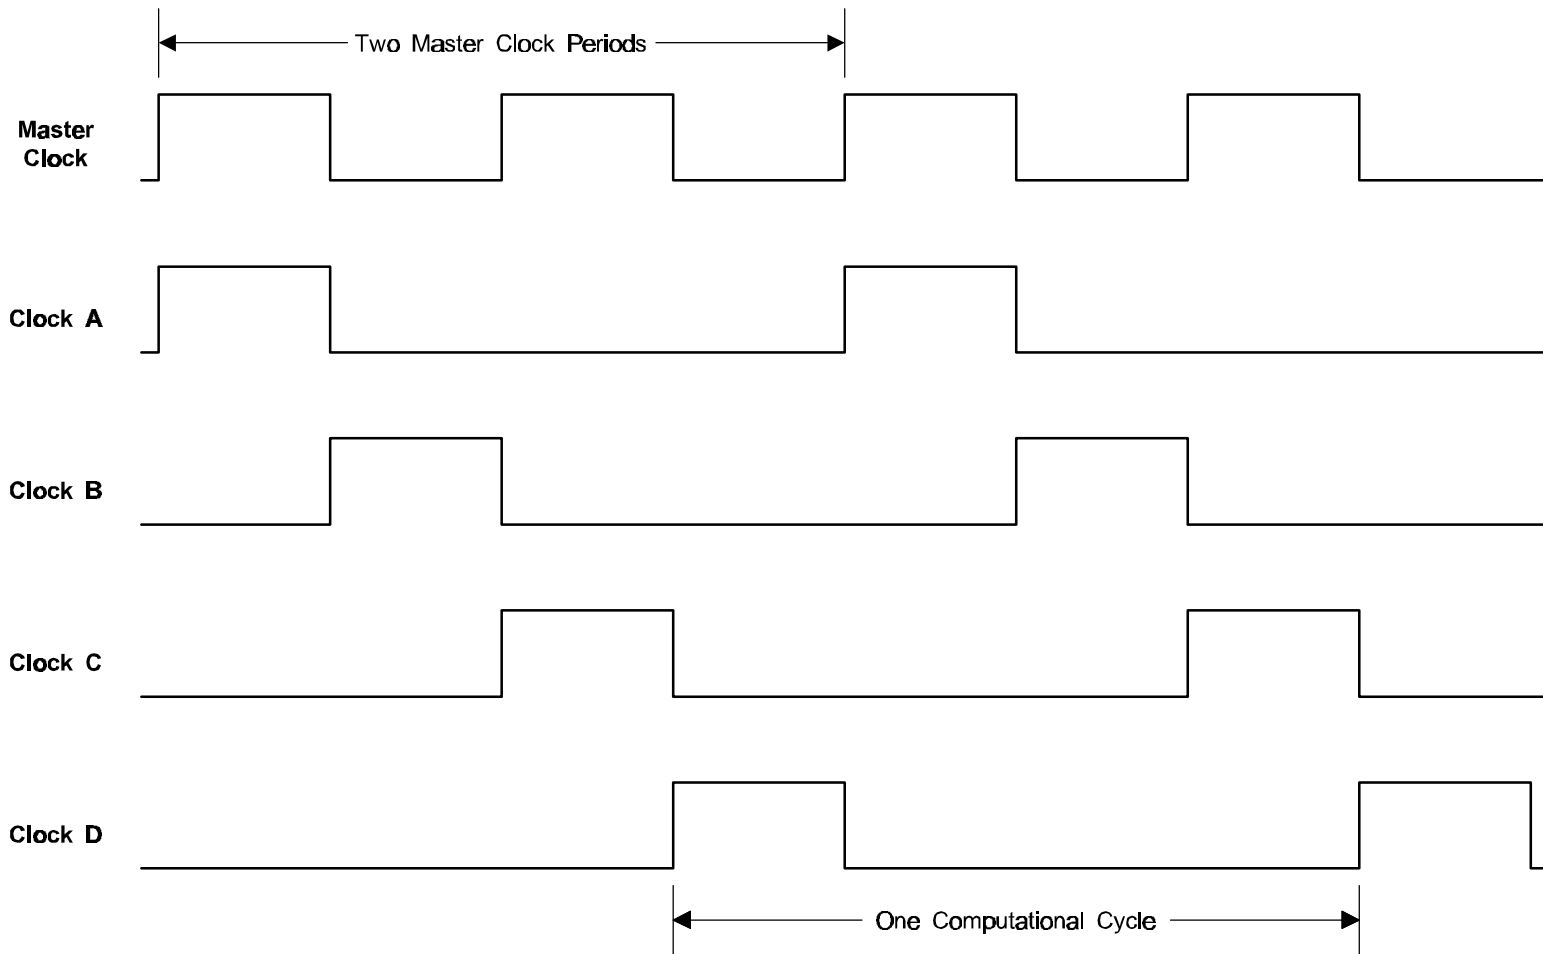 Two Master Clock Periods
Master
Clock
Clock A
Clock B
Clock C
Clock D
One Computational Cycle